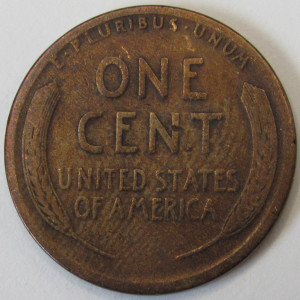 E·PLURIBUS·UNUM
ONE
CENT
UNITED STATES
OF AMERICA